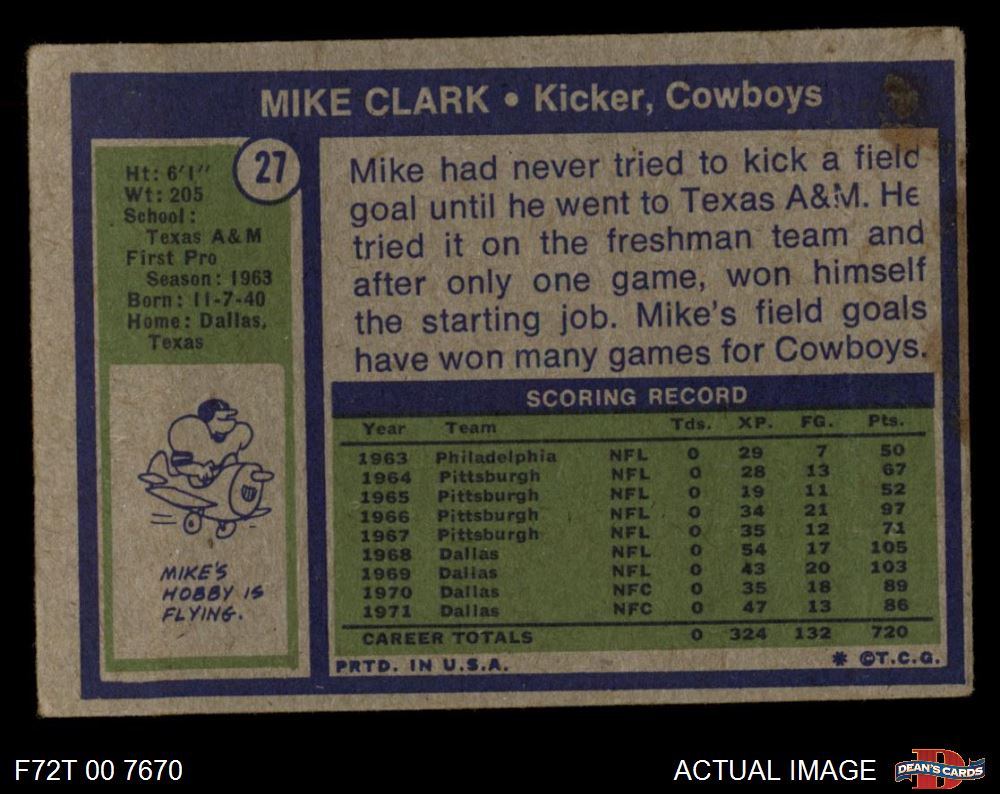 MIKE CLARK • Kicker, Cowboys
27
Ht: 6'1"
Wt: 205
School:
Texas A&M
First Pro
Season: 1963
Born: 11-7-40
Home: Dallas,
Texas
MIKE'S
HOBBY IS
FLYING.
Mike had never tried to kick a field
goal until he went to Texas A&M. He
tried it on the freshman team and
after only one game, won himself
the starting job. Mike's field goals
have won many games for Cowboys.
SCORING RECORD
Year Team Tds. XP. FG. Pts.
1963 Philadelphia NFL 0 29 7 50
1964 Pittsburgh NFL 0 28 13 67
1965 Pittsburgh NFL 0 19 11 52
1966 Pittsburgh NFL 0 34 21 97
1967 Pittsburgh NFL 0 35 12 71
1968 Dallas NFL 0 54 17 105
1969 Dallas NFL 0 43 20 103
1970 Dallas NFC 0 35 18 89
1971 Dallas NFC 0 47 13 86
CAREER TOTALS 0 324 132 720
PRTD. IN U.S.A. * ©T.C.G.
F72T 00 7670
ACTUAL IMAGE
D
DEAN'S CARDS